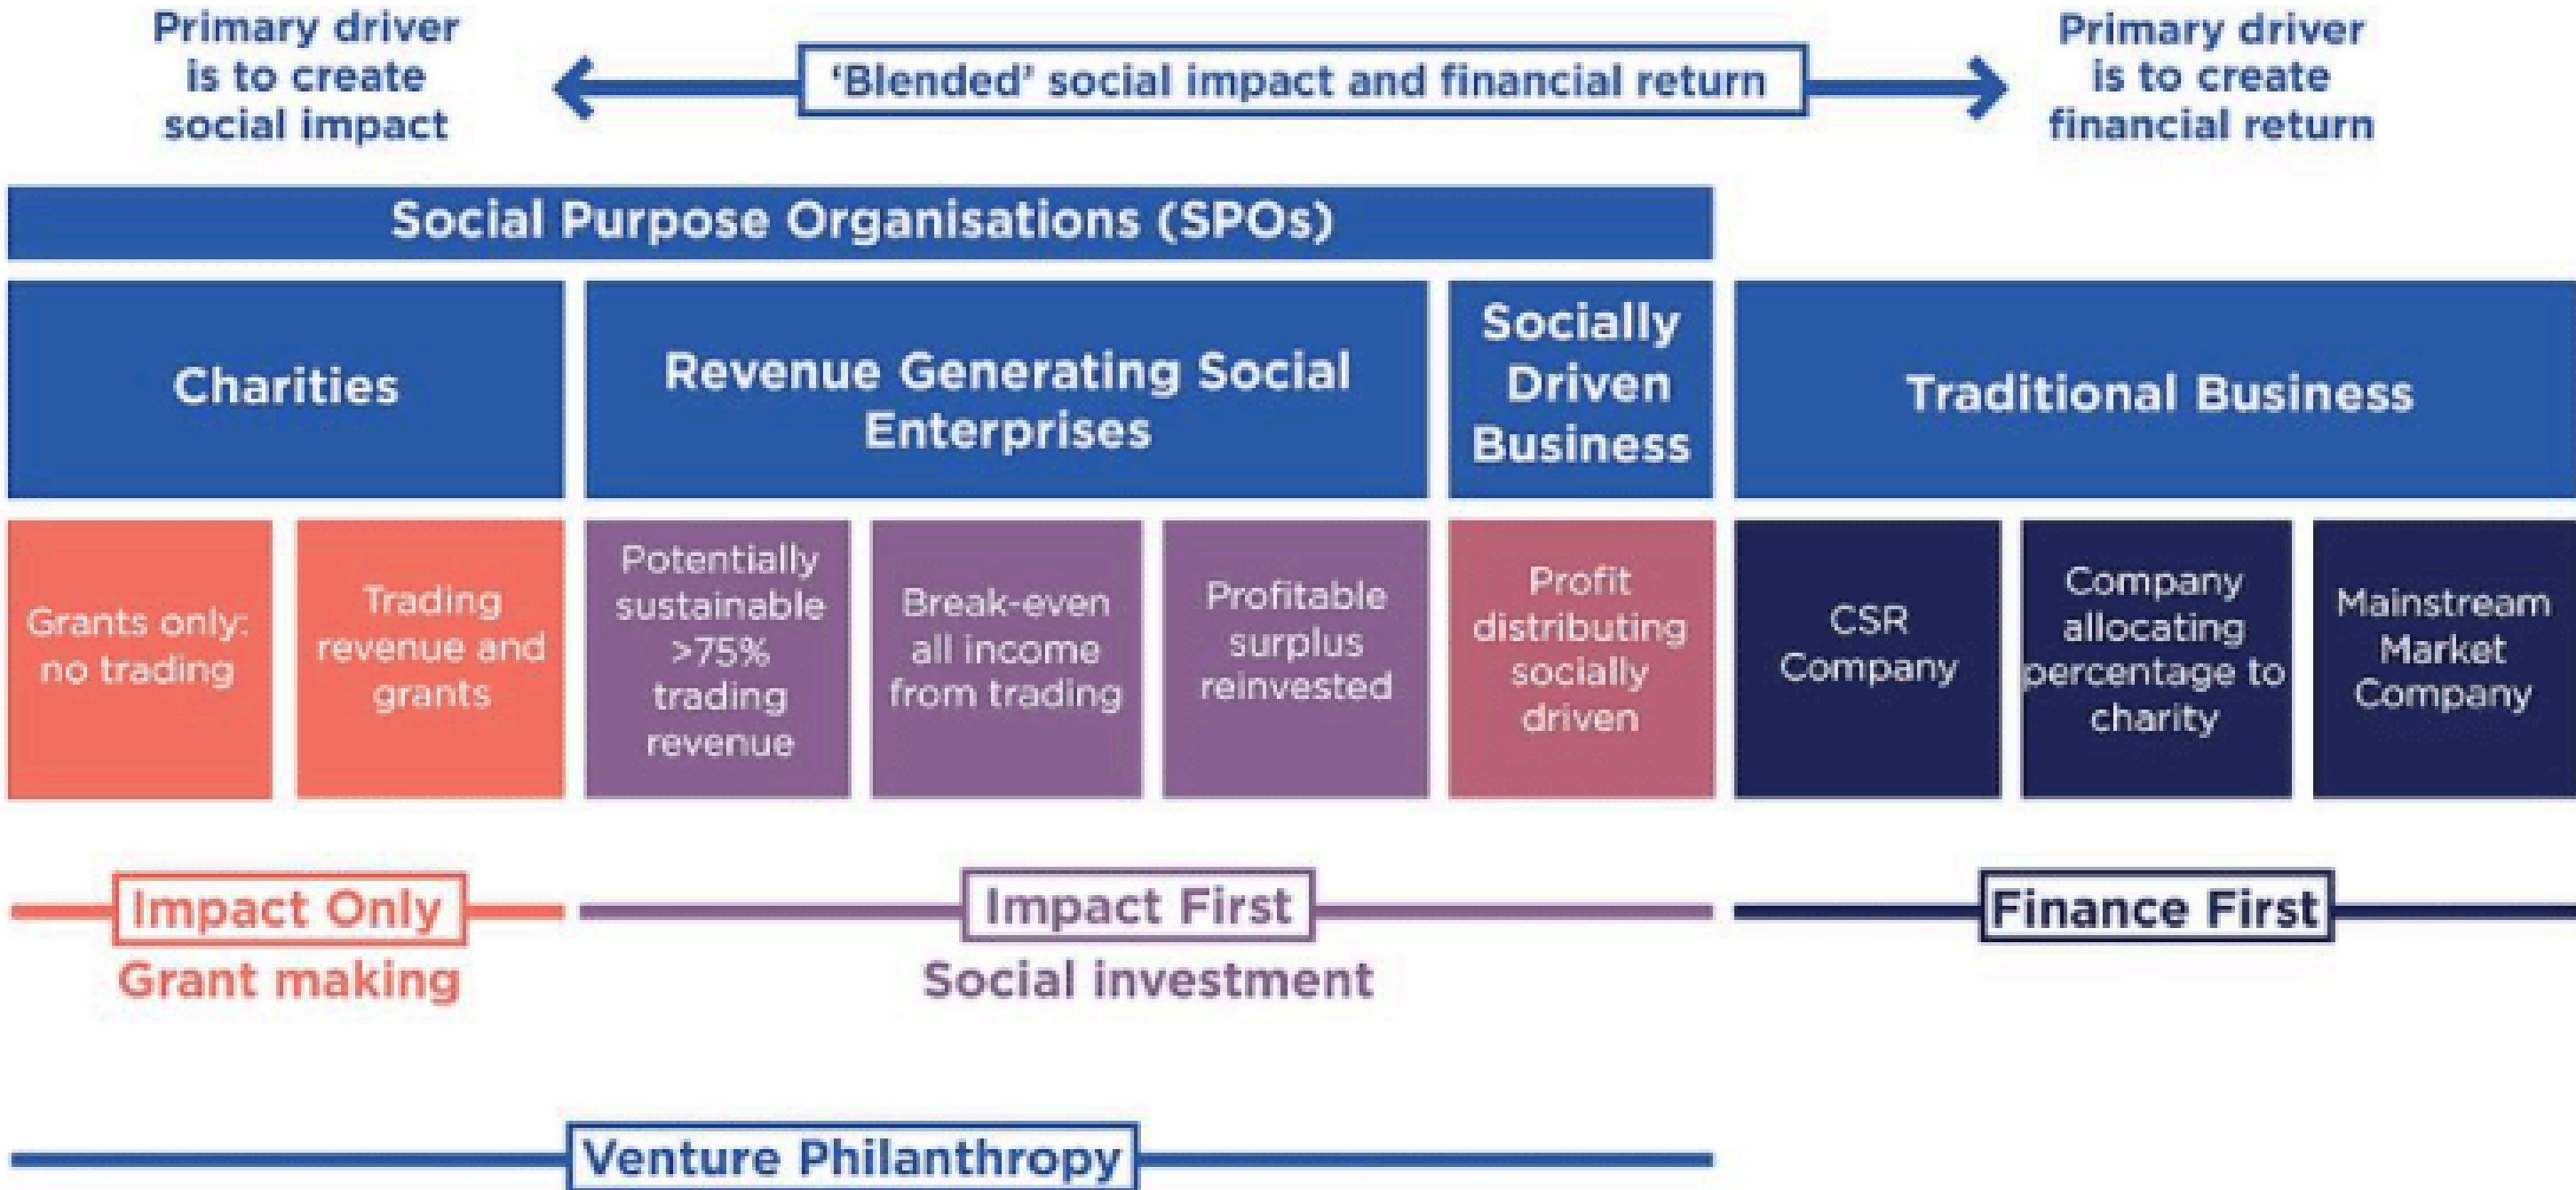 Primary driver
is to create
social impact
‘Blended’ social impact and financial return
Primary driver
is to create
financial return
Social Purpose Organisations (SPOs)
Charities
Revenue Generating Social
Enterprises
Socially
Driven
Business
Traditional Business
Grants only:
no trading
Trading
revenue and
grants
Potentially
sustainable
>75%
trading
revenue
Break-even
all income
from trading
Profitable
surplus
reinvested
Profit
distributing
socially
driven
CSR
Company
Company
allocating
percentage to
charity
Mainstream
Market
Company
Impact Only
Grant making
Impact First
Social investment
Finance First
Venture Philanthropy